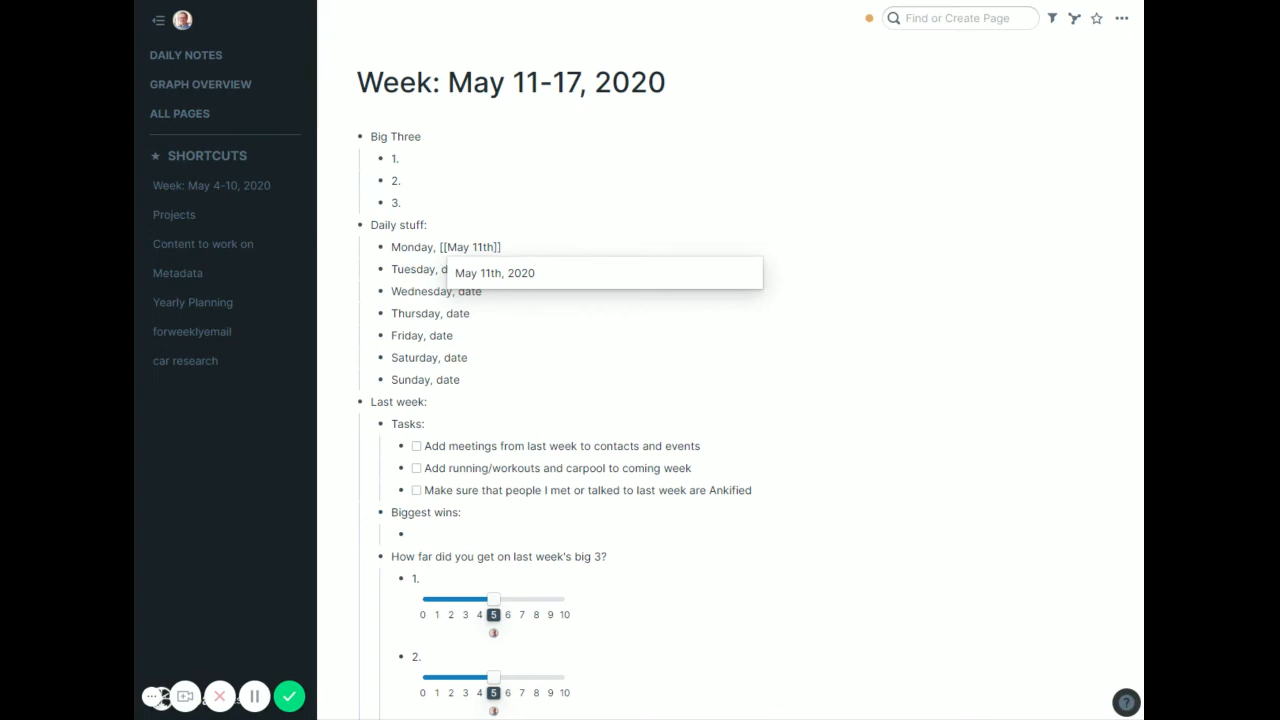 Find or Create Page
DAILY NOTES
GRAPH OVERVIEW
ALL PAGES
★ SHORTCUTS
Week: May 4-10, 2020
Projects
Content to work on
Metadata
Yearly Planning
forweeklyemail
car research
Week: May 11-17, 2020
Big Three
1.
2.
3.
Daily stuff:
Monday, [[May 11th]]
May 11th, 2020
Tuesday, d
Wednesday, date
Thursday, date
Friday, date
Saturday, date
Sunday, date
Last week:
Tasks:
Add meetings from last week to contacts and events
Add running/workouts and carpool to coming week
Make sure that people I met or talked to last week are Ankified
Biggest wins:
How far did you get on last week's big 3?
1.
0 1 2 3 4 5 6 7 8 9 10
2.
0 1 2 3 4 5 6 7 8 9 10
?